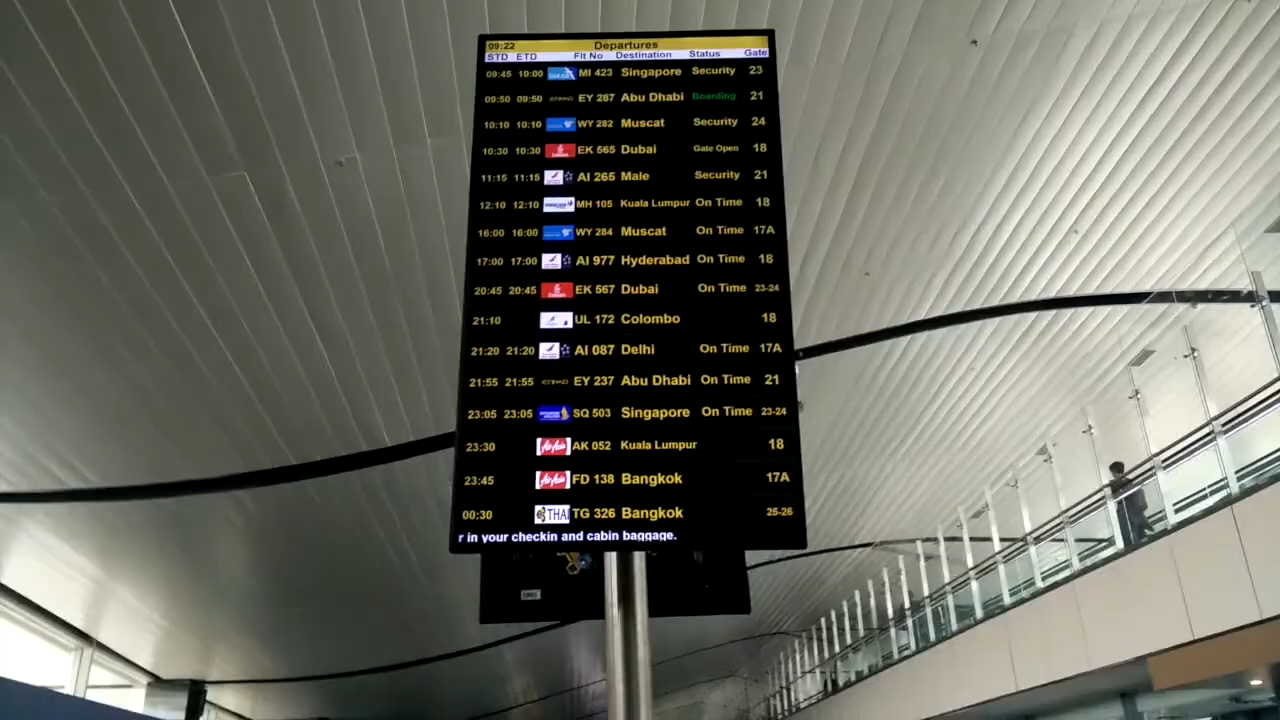 09:22 Departures
STD ETD Flt No Destination Status Gate
09:45 10:00 MI 423 Singapore Security 23
09:50 09:50 ETIHAD EY 287 Abu Dhabi Boarding 21
10:10 10:10 WY 282 Muscat Security 24
10:30 10:30 Emirates EK 565 Dubai Gate Open 18
11:15 11:15 AI 265 Male Security 21
12:10 12:10 MH 105 Kuala Lumpur On Time 18
16:00 16:00 WY 284 Muscat On Time 17A
17:00 17:00 AI 977 Hyderabad On Time 18
20:45 20:45 Emirates EK 567 Dubai On Time 23-24
21:10 UL 172 Colombo 18
21:20 21:20 AI 087 Delhi On Time 17A
21:55 21:55 ETIHAD EY 237 Abu Dhabi On Time 21
23:05 23:05 SINGAPORE AIRLINES SQ 503 Singapore On Time 23-24
23:30 AirAsia AK 052 Kuala Lumpur 18
23:45 AirAsia FD 138 Bangkok 17A
00:30 THAI TG 326 Bangkok 25-26
r in your checkin and cabin baggage.